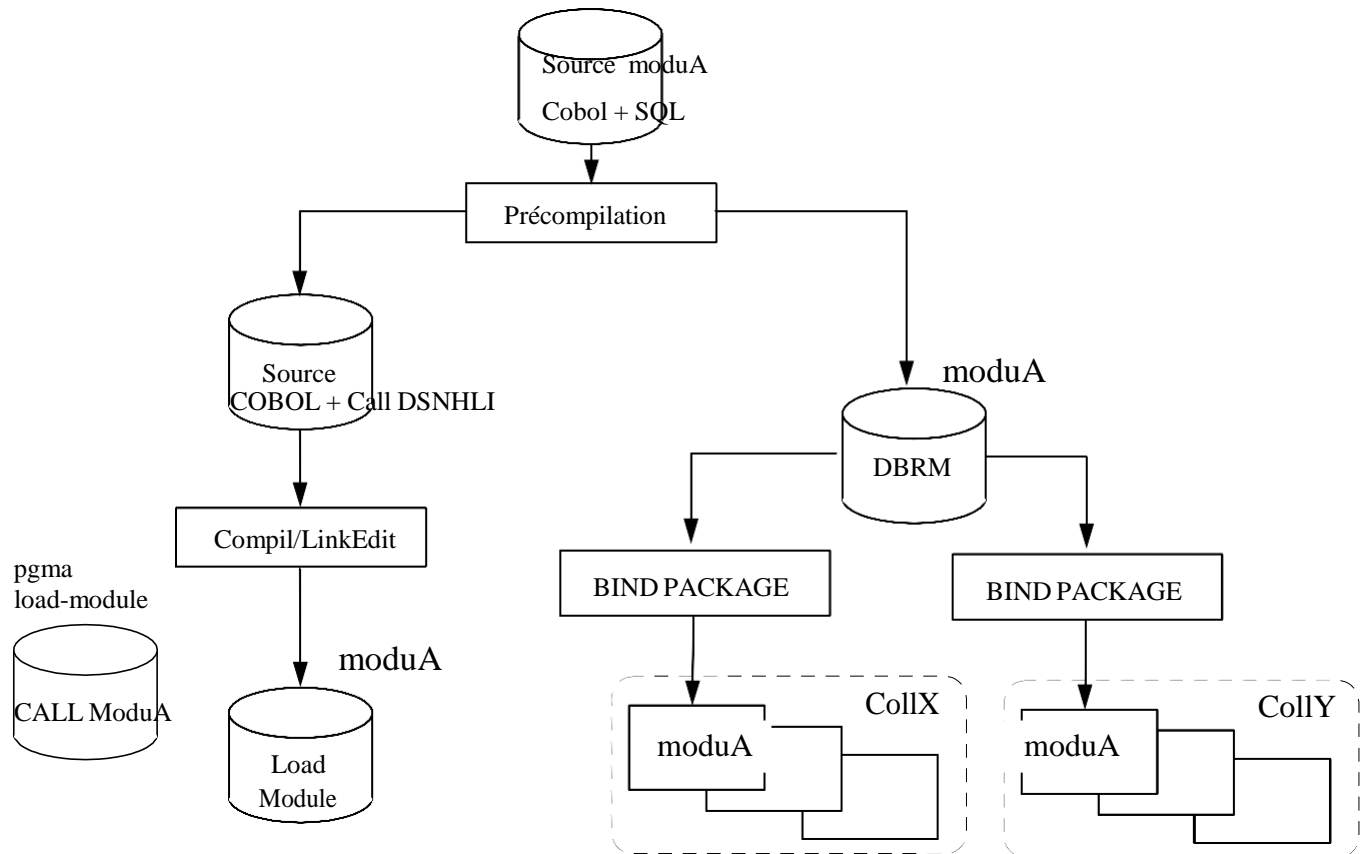 Source moduA
Cobol + SQL
Précompilation
Source
COBOL + Call DSNHLI
moduA
DBRM
Compil/LinkEdit
BIND PACKAGE
BIND PACKAGE
pgma
load-module
CALL ModuA
moduA
Load
Module
CollX
moduA
CollY
moduA